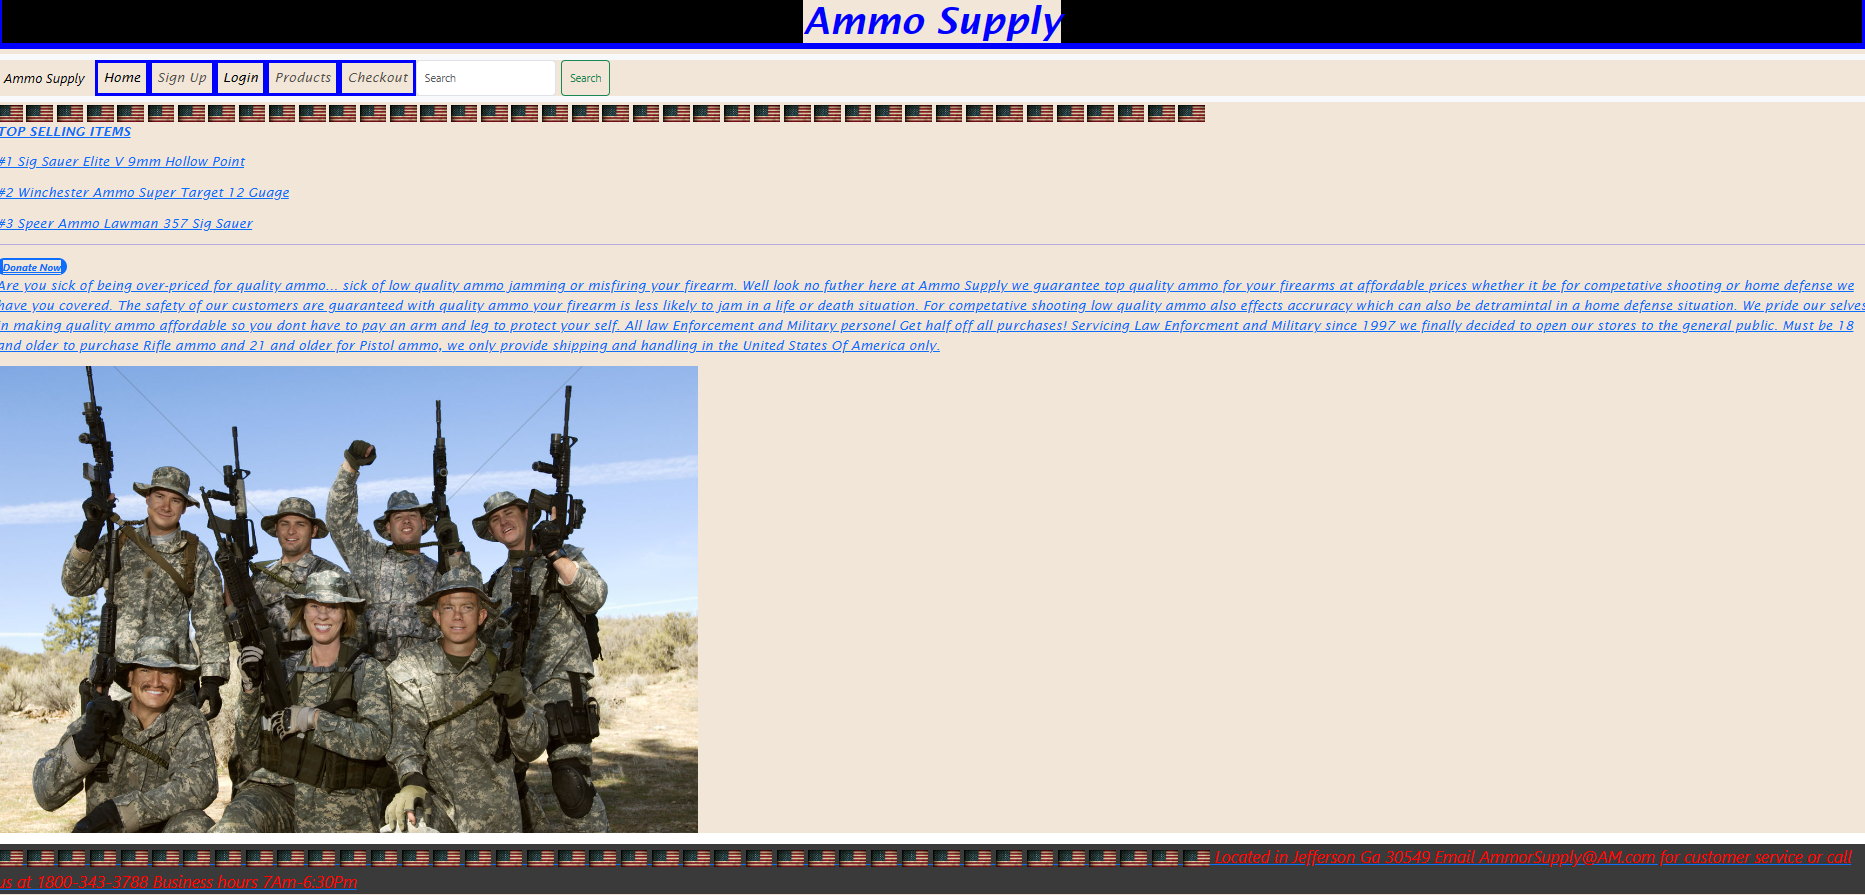 Ammo Supply
Ammo Supply Home Sign Up Login Products Checkout Search Search
TOP SELLING ITEMS
#1 Sig Sauer Elite V 9mm Hollow Point
#2 Winchester Ammo Super Target 12 Guage
#3 Speer Ammo Lawman 357 Sig Sauer
Donate Now
Are you sick of being over-priced for quality ammo... sick of low quality ammo jamming or misfiring your firearm. Well look no futher here at Ammo Supply we guarantee top quality ammo for your firearms at affordable prices whether it be for competative shooting or home defense we
have you covered. The safety of our customers are guaranteed with quality ammo your firearm is less likely to jam in a life or death situation. For competative shooting low quality ammo also effects accruracy which can also be detramintal in a home defense situation. We pride our selves
in making quality ammo affordable so you dont have to pay an arm and leg to protect your self. All law Enforcement and Military personel Get half off all purchases! Servicing Law Enforcment and Military since 1997 we finally decided to open our stores to the general public. Must be 18
and older to purchase Rifle ammo and 21 and older for Pistol ammo, we only provide shipping and handling in the United States Of America only.
Located in Jefferson Ga 30549 Email AmmorSupply@AM.com for customer service or call
us at 1800-343-3788 Business hours 7Am-6:30Pm